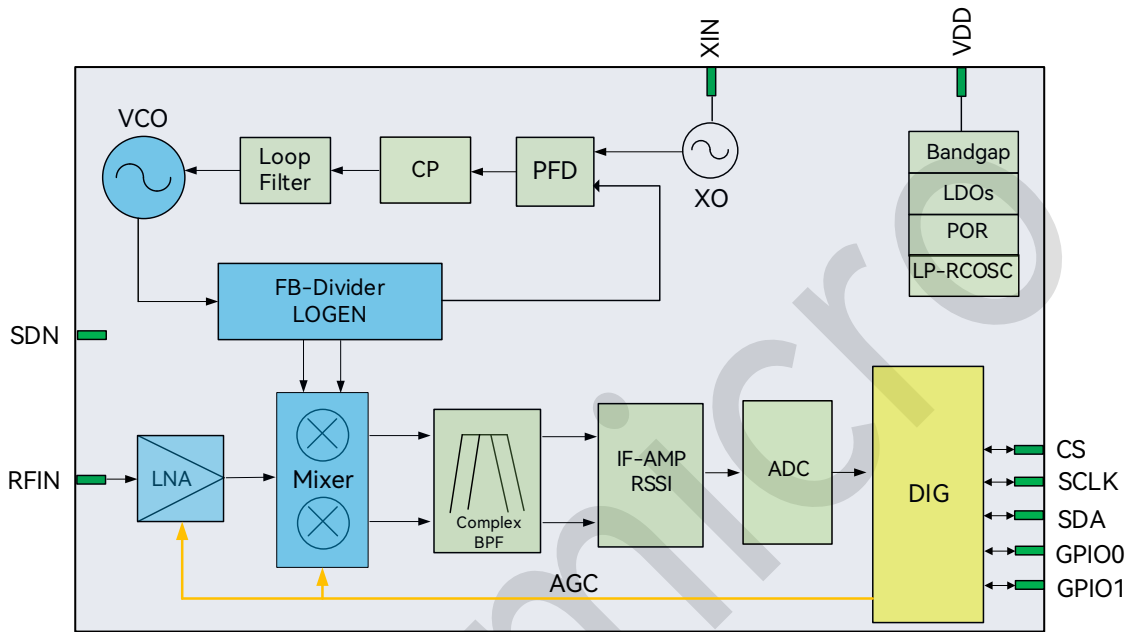 XIN
VDD
VCO
Loop
Filter
CP
PFD
XO
Bandgap
LDOs
POR
LP-RCOSC
FB-Divider
LOGEN
SDN
RFIN
LNA
Mixer
Complex
BPF
IF-AMP
RSSI
ADC
DIG
CS
SCLK
SDA
GPIO0
GPIO1
AGC
micro